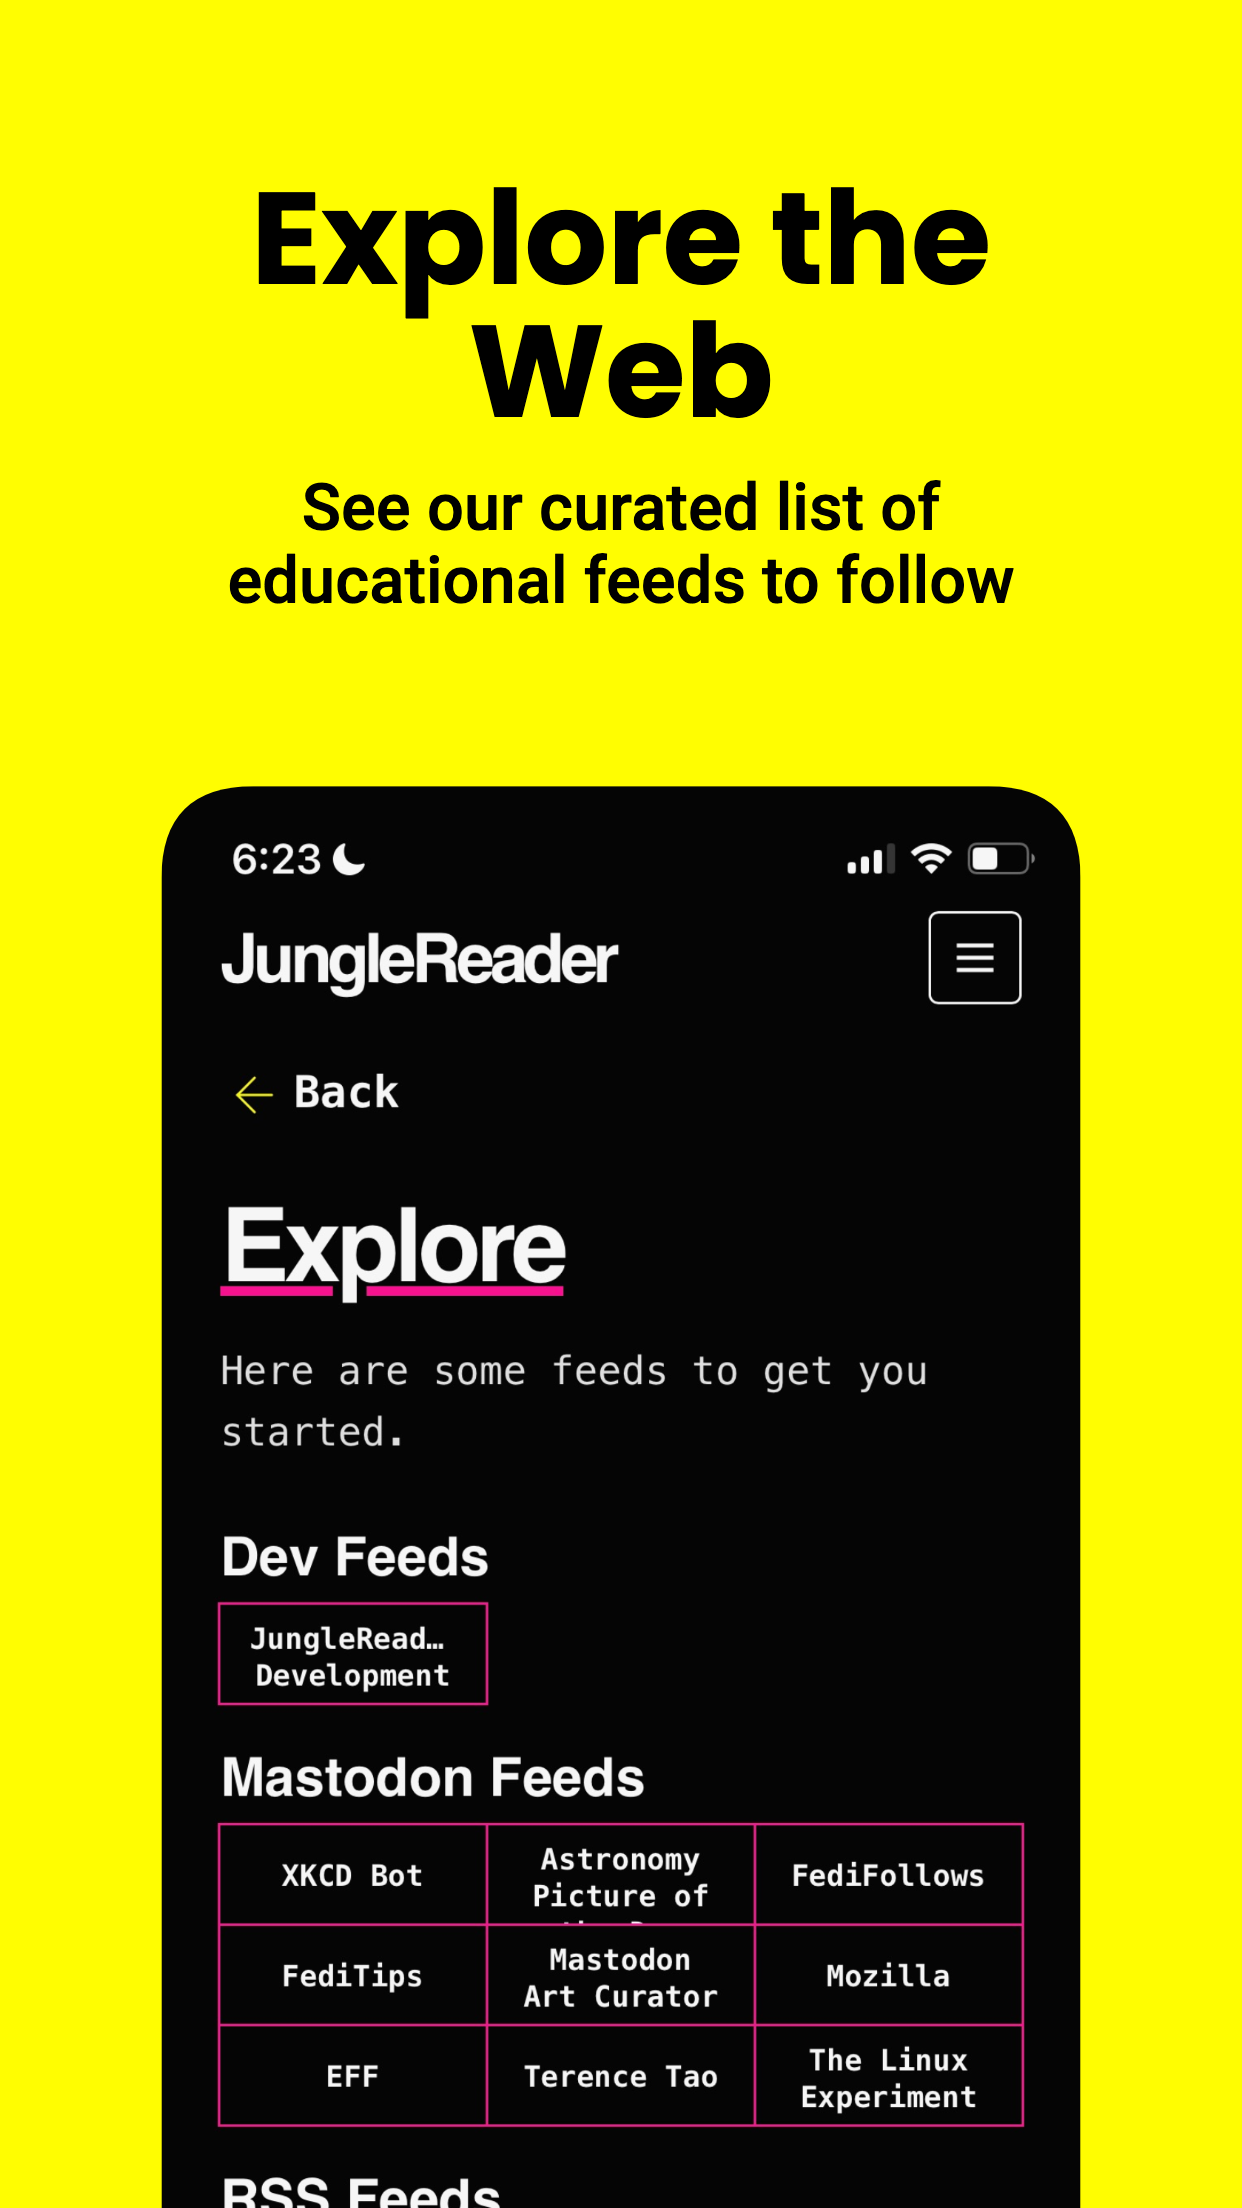 Explore the
Web
See our curated list of
educational feeds to follow
6:23
JungleReader
Back
Explore
Here are some feeds to get you
started.
Dev Feeds
JungleRead…
Development
Mastodon Feeds
XKCD Bot
Astronomy
Picture of
FediFollows
FediTips
Mastodon
Art Curator
Mozilla
EFF
Terence Tao
The Linux
Experiment
RSS Feeds